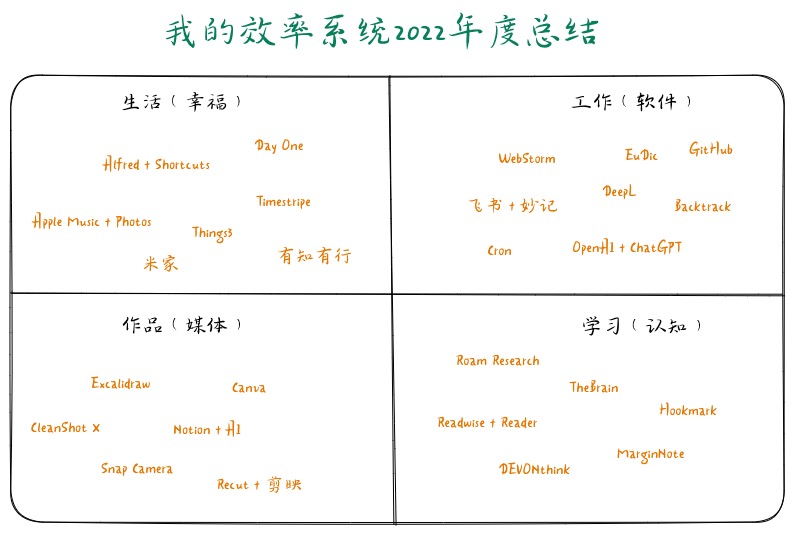 我的效率系统2022年度总结
生活（幸福）
Day One
Alfred + Shortcuts
Timestripe
Apple Music + Photos
Things3
有知有行
米家
工作（软件）
GitHub
EuDic
WebStorm
DeepL
飞书 + 妙记
Backtrack
OpenAI + ChatGPT
Cron
作品（媒体）
Excalidraw
Canva
CleanShot X
Notion + AI
Snap Camera
Recut + 剪映
学习（认知）
Roam Research
TheBrain
Hookmark
Readwise + Reader
MarginNote
DEVONthink